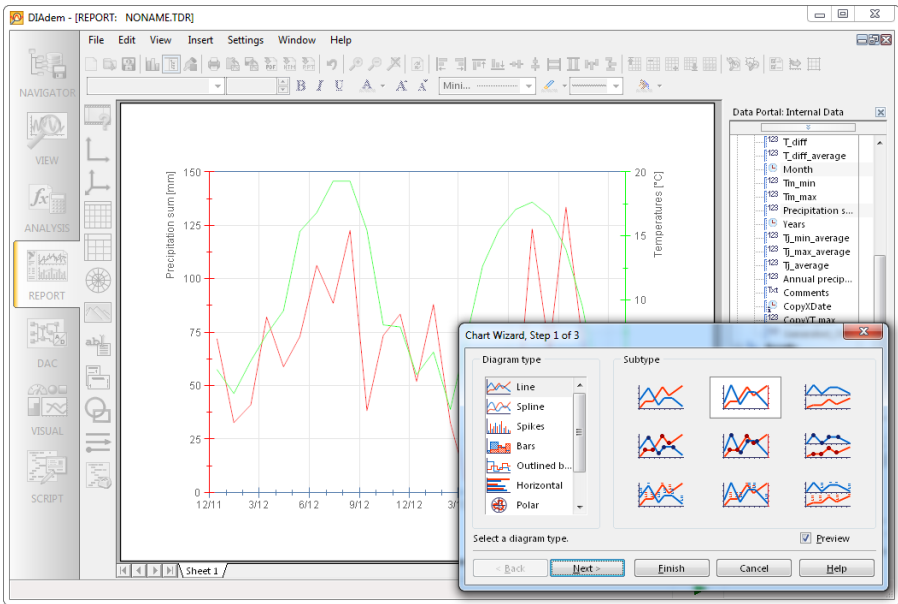 DIAdem - [REPORT: NONAME.TDR]
File Edit View Insert Settings Window Help
NAVIGATOR
VIEW
ANALYSIS
REPORT
DAC
VISUAL
SCRIPT
Mini...
B I U A A A
Precipitation sum [mm]
150
125
100
75
50
25
0
12/11 3/12 6/12 9/12 12/12
20
15
10
Temperatures [°C]
Sheet 1
Data Portal: Internal Data
T_diff
T_diff_average
Month
Tm_min
Tm_max
Precipitation s...
Years
Tj_min_average
Tj_max_average
Tj_average
Annual precip...
Comments
CopyXDate
CopyYT_max
Chart Wizard, Step 1 of 3
Diagram type
Line
Spline
Spikes
Bars
Outlined b...
Horizontal
Polar
Subtype
Select a diagram type.
Preview
< Back Next > Finish Cancel Help